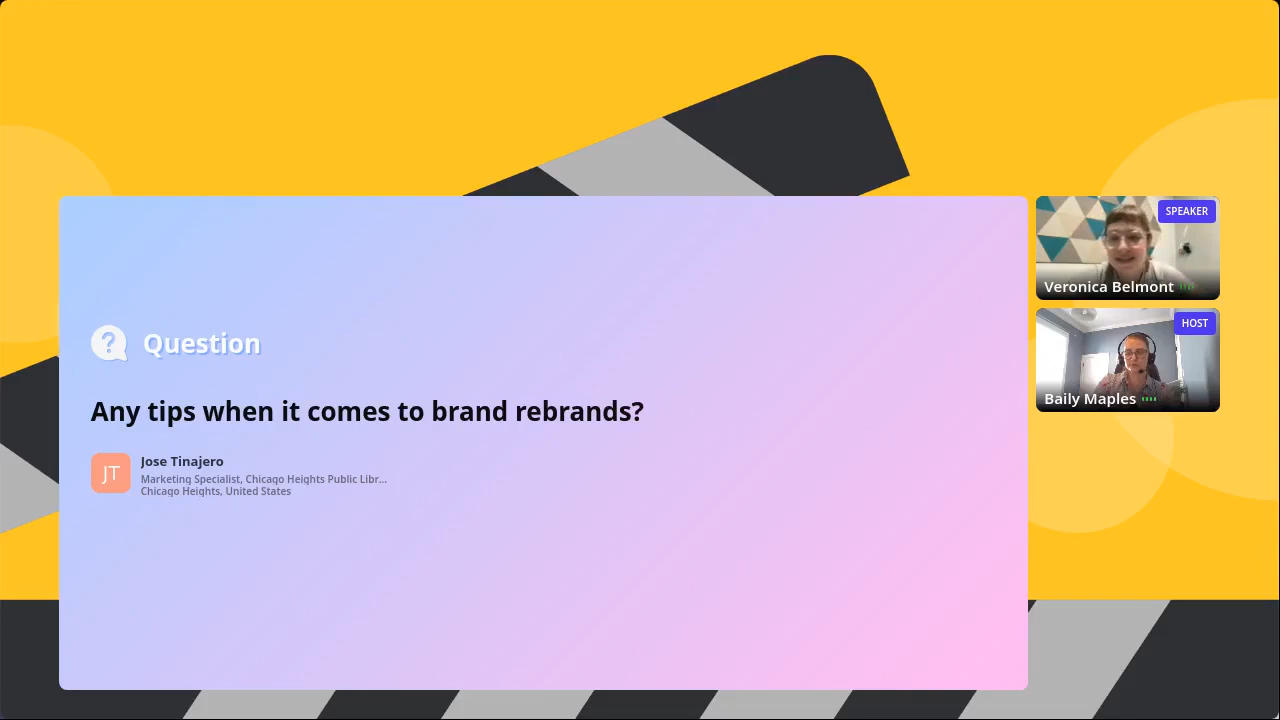 SPEAKER
Veronica Belmont
HOST
Baily Maples
Question
Any tips when it comes to brand rebrands?
JT
Jose Tinajero
Marketing Specialist, Chicago Heights Public Libr...
Chicago Heights, United States